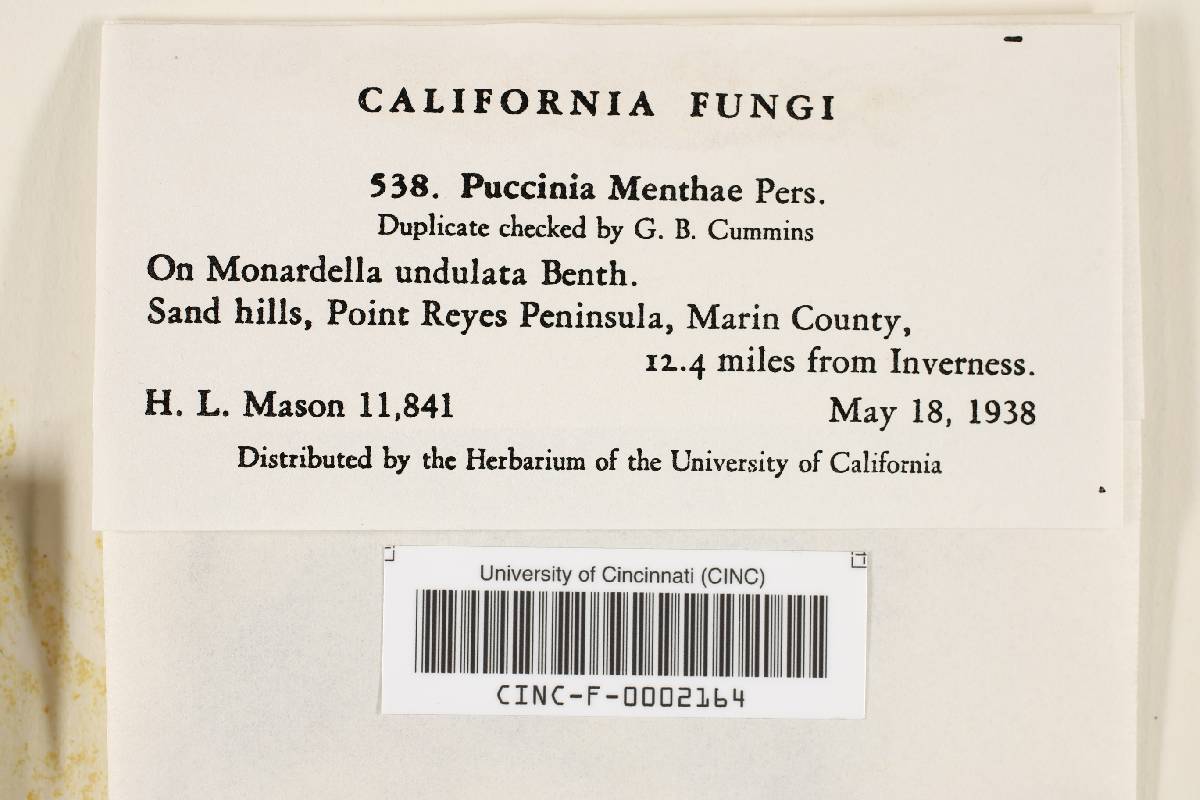 CALIFORNIA FUNGI
538. Puccinia Menthae Pers.
Duplicate checked by G. B. Cummins
On Monardella undulata Benth.
Sand hills, Point Reyes Peninsula, Marin County,
12.4 miles from Inverness.
H. L. Mason 11,841 May 18, 1938
Distributed by the Herbarium of the University of California
University of Cincinnati (CINC)
CINC-F-0002164